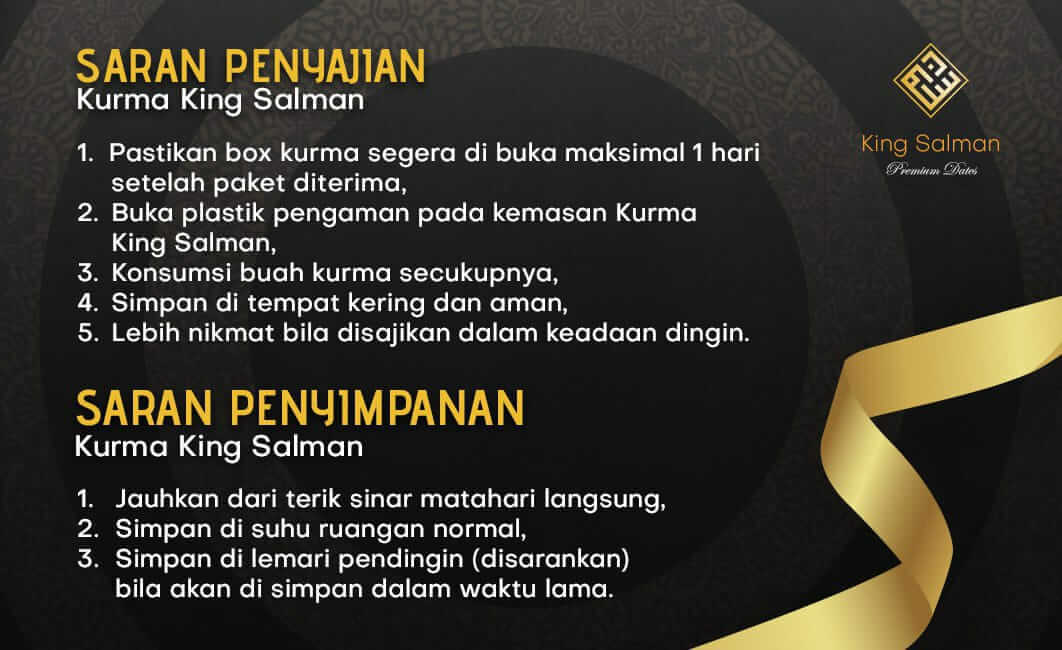 SARAN PENYAJIAN
Kurma King Salman
1. Pastikan box kurma segera di buka maksimal 1 hari
setelah paket diterima,
2. Buka plastik pengaman pada kemasan Kurma
King Salman,
3. Konsumsi buah kurma secukupnya,
4. Simpan di tempat kering dan aman,
5. Lebih nikmat bila disajikan dalam keadaan dingin.
King Salman
Premium Dates
SARAN PENYIMPANAN
Kurma King Salman
1. Jauhkan dari terik sinar matahari langsung,
2. Simpan di suhu ruangan normal,
3. Simpan di lemari pendingin (disarankan)
bila akan di simpan dalam waktu lama.